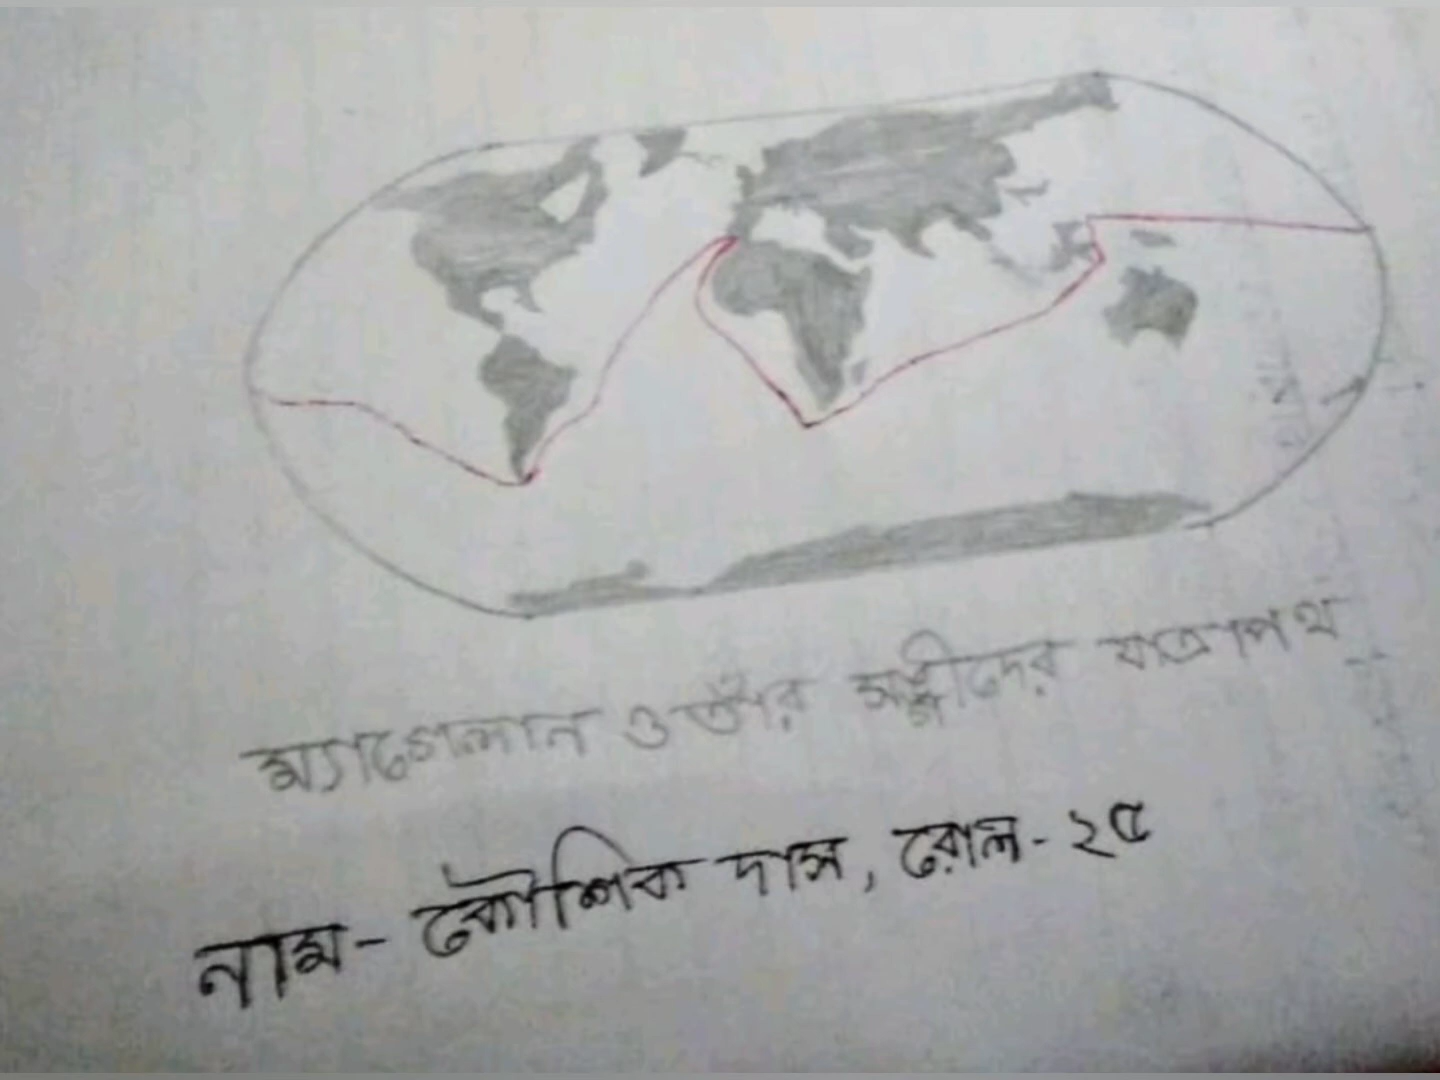 ম্যাগেলান ও তাঁর সঙ্গীদের যাত্রাপথ
নাম- কৌশিক দাস, রোল- ২৫